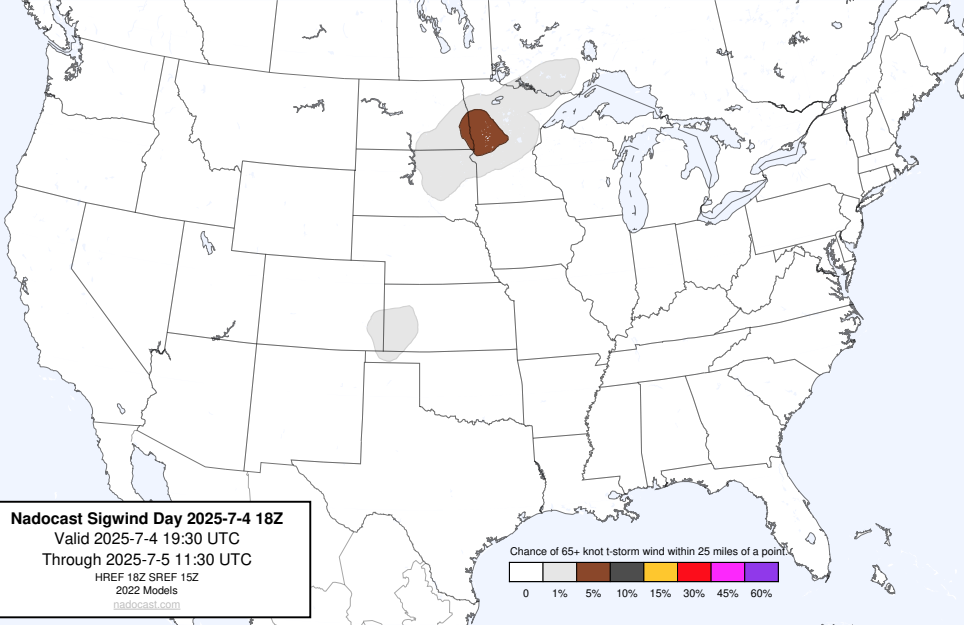 Nadocast Sigwind Day 2025-7-4 18Z
Valid 2025-7-4 19:30 UTC
Through 2025-7-5 11:30 UTC
HREF 18Z SREF 15Z
2022 Models
nadocast.com
Chance of 65+ knot t-storm wind within 25 miles of a point.
0 1% 5% 10% 15% 30% 45% 60%